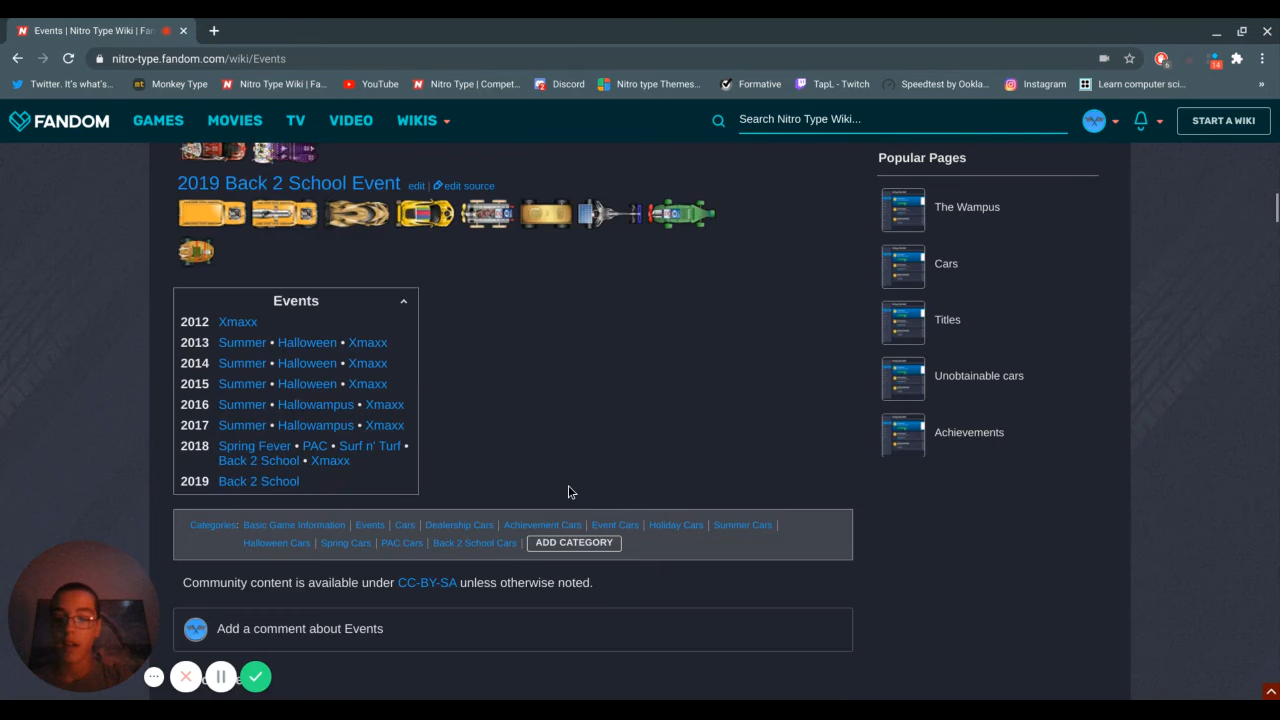 Events | Nitro Type Wiki | Fan
nitro-type.fandom.com/wiki/Events
Twitter. It's what's... Monkey Type Nitro Type Wiki | Fa... YouTube Nitro Type | Compet... Discord Nitro type Themes... Formative TapL - Twitch Speedtest by Ookla... Instagram Learn computer sci... »
FANDOM GAMES MOVIES TV VIDEO WIKIS Search Nitro Type Wiki... START A WIKI
Popular Pages
2019 Back 2 School Event edit | edit source
The Wampus
Cars
Titles
Unobtainable cars
Achievements
Events
2012 Xmaxx
2013 Summer • Halloween • Xmaxx
2014 Summer • Halloween • Xmaxx
2015 Summer • Halloween • Xmaxx
2016 Summer • Hallowampus • Xmaxx
2017 Summer • Hallowampus • Xmaxx
2018 Spring Fever • PAC • Surf n' Turf •
Back 2 School • Xmaxx
2019 Back 2 School
Categories: Basic Game Information | Events | Cars | Dealership Cars | Achievement Cars | Event Cars | Holiday Cars | Summer Cars |
Halloween Cars | Spring Cars | PAC Cars | Back 2 School Cars | ADD CATEGORY
Community content is available under CC-BY-SA unless otherwise noted.
Add a comment about Events